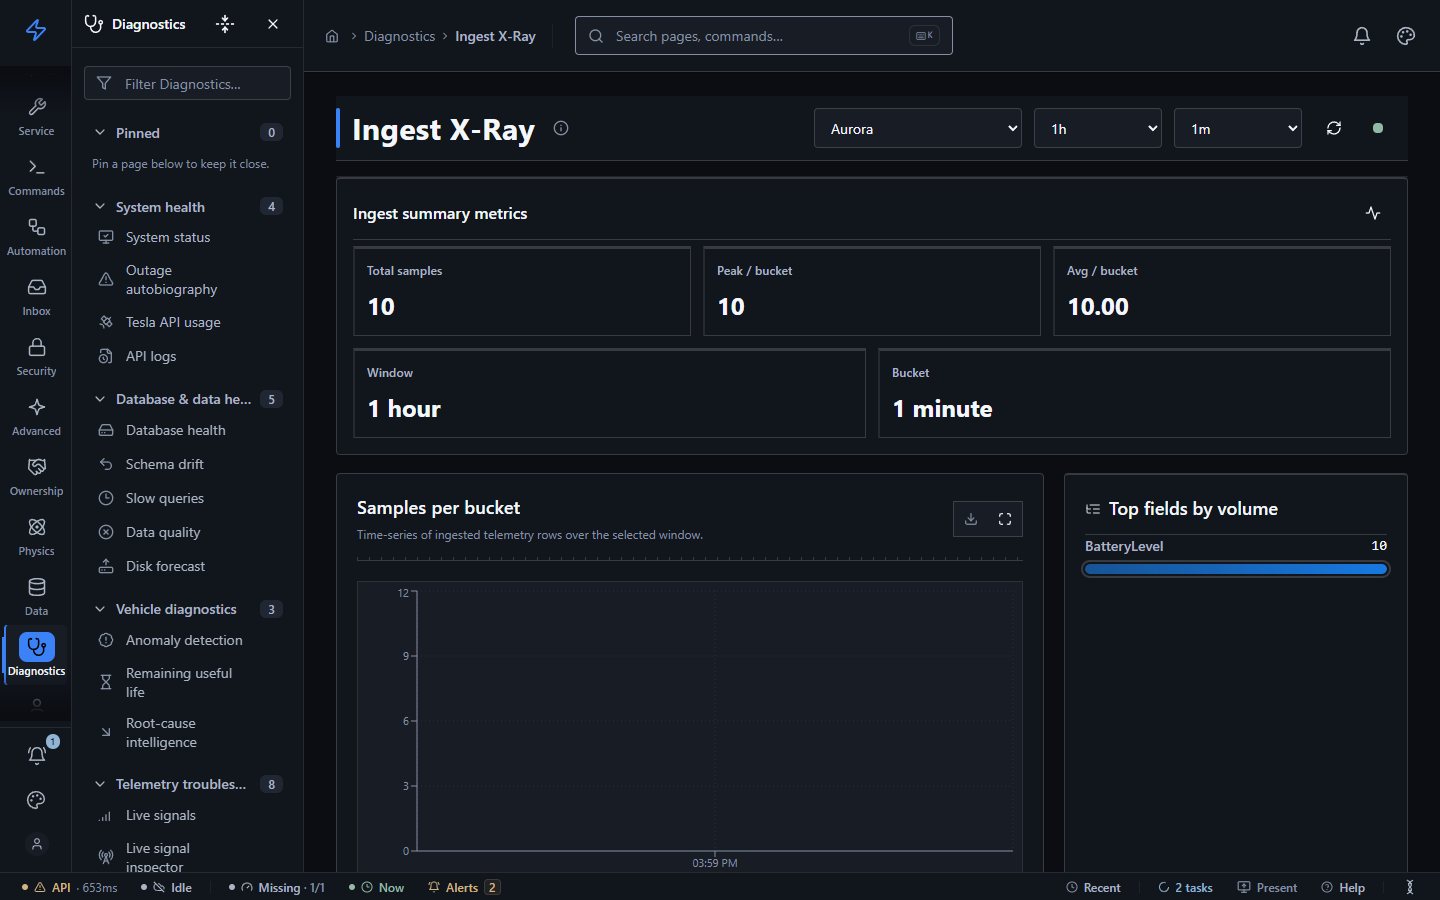 Diagnostics
Diagnostics
Ingest X-Ray
Search pages, commands...
K
Service
Commands
Automation
Inbox
Security
Advanced
Ownership
Physics
Data
Diagnostics
1
Filter Diagnostics...
Pinned
0
Pin a page below to keep it close.
System health
4
System status
Outage
autobiography
Tesla API usage
API logs
Database & data he...
5
Database health
Schema drift
Slow queries
Data quality
Disk forecast
Vehicle diagnostics
3
Anomaly detection
Remaining useful
life
Root-cause
intelligence
Telemetry troubles...
8
Live signals
Live signal
inspector
Ingest X-Ray
Aurora
1h
1m
Ingest summary metrics
Total samples
10
Peak / bucket
10
Avg / bucket
10.00
Window
1 hour
Bucket
1 minute
Samples per bucket
Time-series of ingested telemetry rows over the selected window.
12
9
6
3
0
03:59 PM
Top fields by volume
BatteryLevel
10
API · 653ms
Idle
Missing · 1/1
Now
Alerts
2
Recent
2 tasks
Present
Help